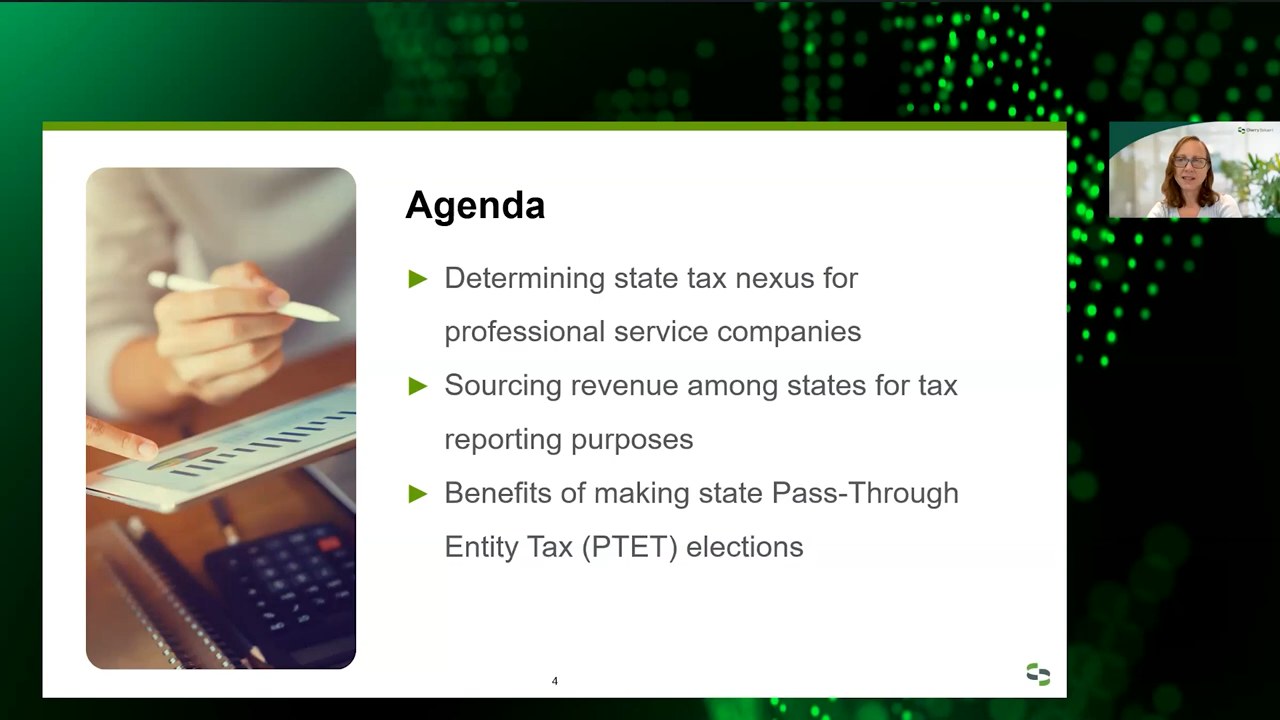 Agenda
► Determining state tax nexus for
professional service companies
► Sourcing revenue among states for tax
reporting purposes
► Benefits of making state Pass-Through
Entity Tax (PTET) elections
4